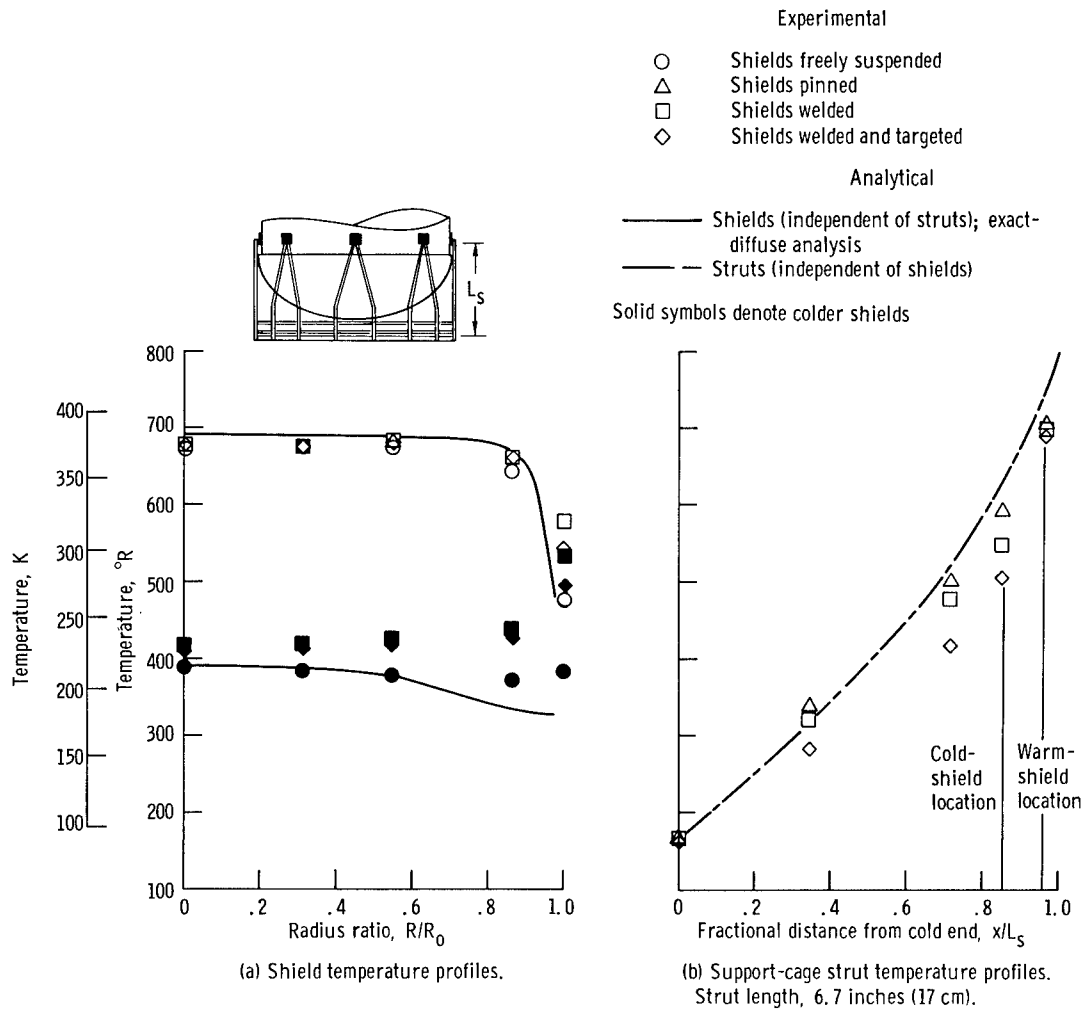 Experimental
Shields freely suspended
Shields pinned
Shields welded
Shields welded and targeted
Analytical
Shields (independent of struts); exact-
diffuse analysis
Struts (independent of shields)
Solid symbols denote colder shields
L_s
Temperature, K
400
350
300
250
200
150
100
Temperature, °R
800
700
600
500
400
300
200
100
0 .2 .4 .6 .8 1.0
Radius ratio, R/R_o
(a) Shield temperature profiles.
Cold-
shield
location
Warm-
shield
location
0 .2 .4 .6 .8 1.0
Fractional distance from cold end, x/L_s
(b) Support-cage strut temperature profiles.
Strut length, 6.7 inches (17 cm).